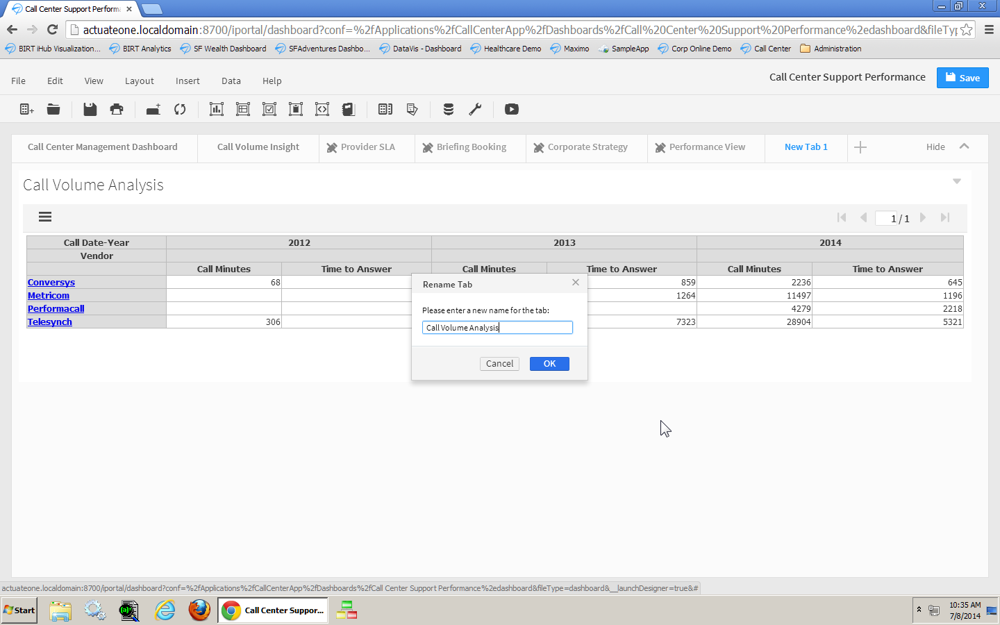 Call Center Support Perform
actuateone.localdomain:8700/iportal/dashboard?conf=%2fApplications%2fCallCenterApp%2fDashboards%2fCall%20Center%20Support%20Performance%2edashboard&fileTyp
BIRT iHub Visualization... BIRT Analytics SF Wealth Dashboard SFAdventures Dashbo... DataVis - Dashboard Healthcare Demo Maximo SampleApp Corp Online Demo Call Center Administration
File Edit View Layout Insert Data Help Call Center Support Performance Save
Call Center Management Dashboard Call Volume Insight Provider SLA Briefing Booking Corporate Strategy Performance View New Tab 1 Hide
Call Volume Analysis
1 / 1
Call Date-Year 2012 2013 2014
Vendor
Call Minutes Time to Answer Call Minutes Time to Answer Call Minutes Time to Answer
Conversys 68 859 2236 645
Metricom 1264 11497 1196
Performacall 4279 2218
Telesynch 306 7323 28904 5321
Rename Tab
Please enter a new name for the tab:
Call Volume Analysis
Cancel OK
actuateone.localdomain:8700/iportal/dashboard?conf=%2fApplications%2fCallCenterApp%2fDashboards%2fCall Center Support Performance%2edashboard&fileType=dashboard&__launchDesigner=true&#
Start Call Center Suppor... 10:35 AM
7/8/2014